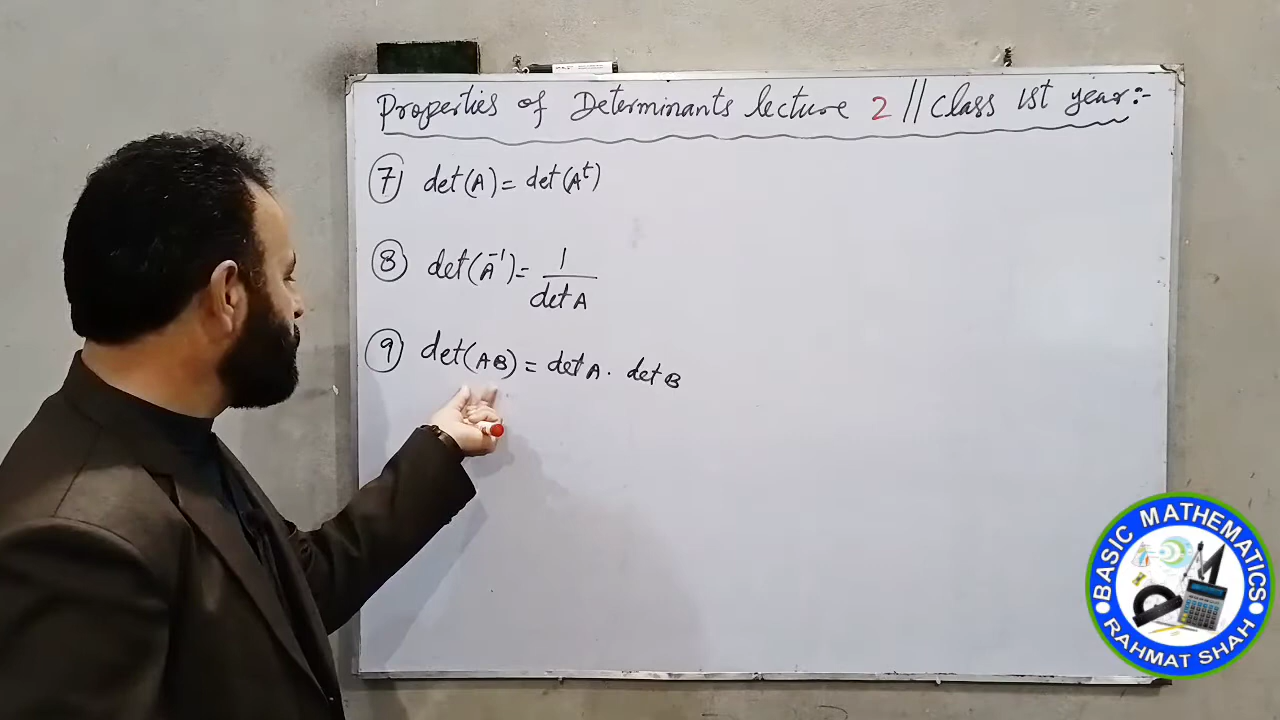 Properties of Determinants lecture 2 // Class 1st year:-
⑦ det(A) = det(Aᵗ)
⑧ det(A⁻¹) = 1/det A
⑨ det(AB) = det A . det B
BASIC MATHEMATICS
RAHMAT SHAH